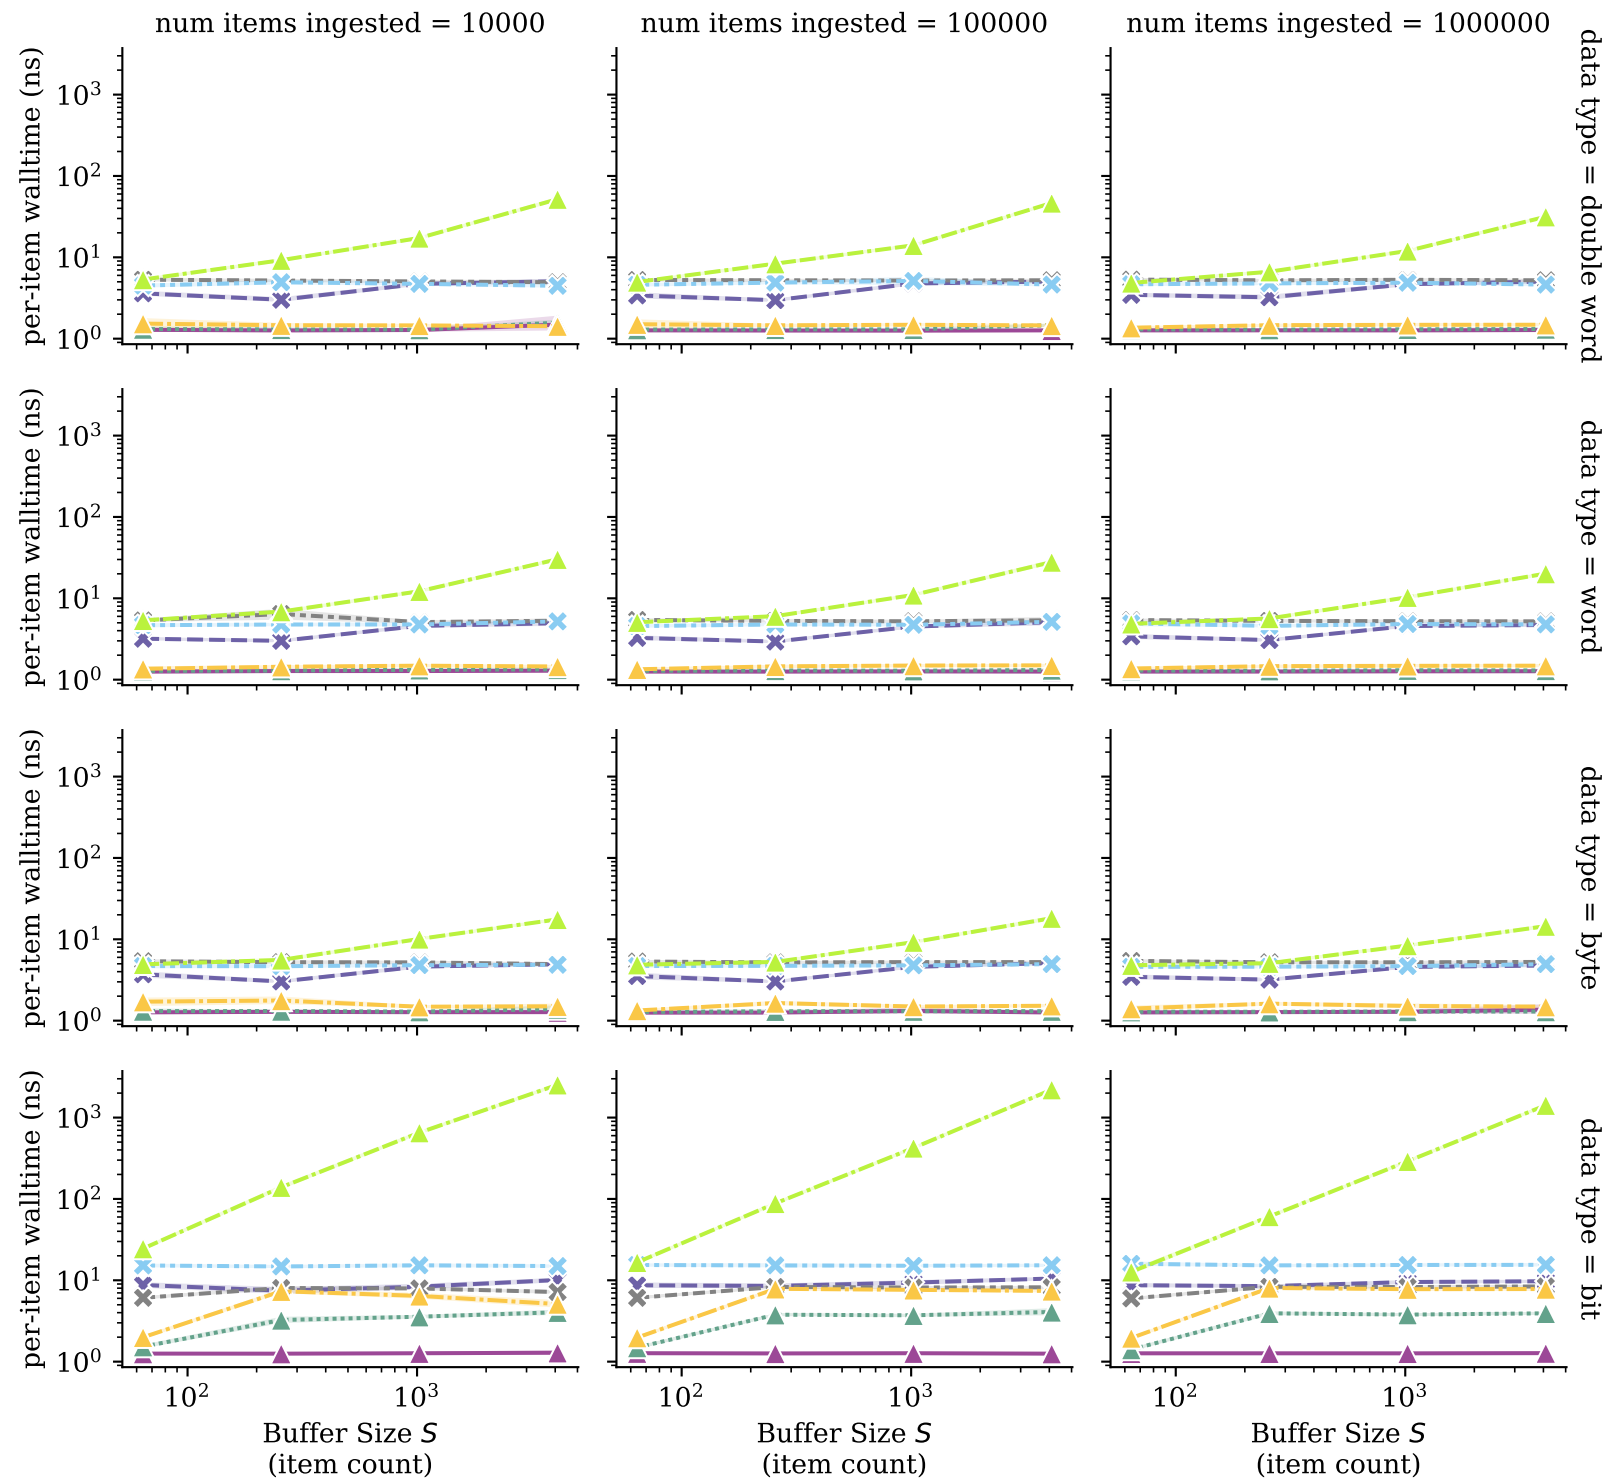 num items ingested = 10000
num items ingested = 100000
num items ingested = 1000000
per-item walltime (ns)
10³
10²
10¹
10⁰
data type = double word
per-item walltime (ns)
10³
10²
10¹
10⁰
data type = word
per-item walltime (ns)
10³
10²
10¹
10⁰
data type = byte
per-item walltime (ns)
10³
10²
10¹
10⁰
data type = bit
10² 10³
10² 10³
10² 10³
Buffer Size S
(item count)
Buffer Size S
(item count)
Buffer Size S
(item count)